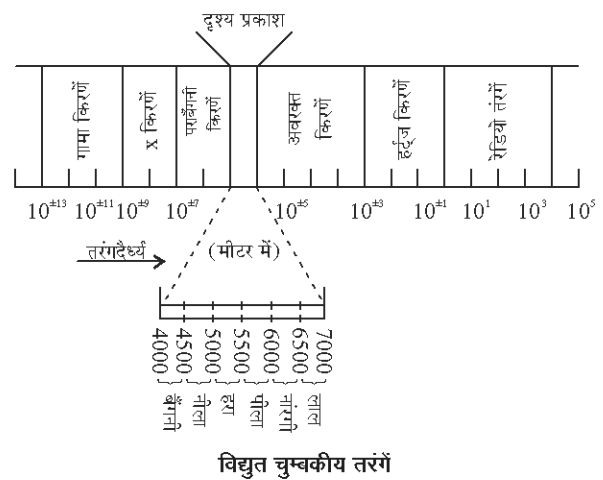 दृश्य प्रकाश
गामा किरणें
X किरणें
पराबैंगनी किरणें
अवरक्त किरणें
हर्ट्ज किरणें
रेडियो तरंगें
10±13 10±11 10±9 10±7 10±5 10±3 10±1 10¹ 10³ 10⁵
तरंगदैर्ध्य
(मीटर में)
4000 4500 5000 5500 6000 6500 7000
बैंगनी नीला हरा पीला नारंगी लाल
विद्युत चुम्बकीय तरंगें